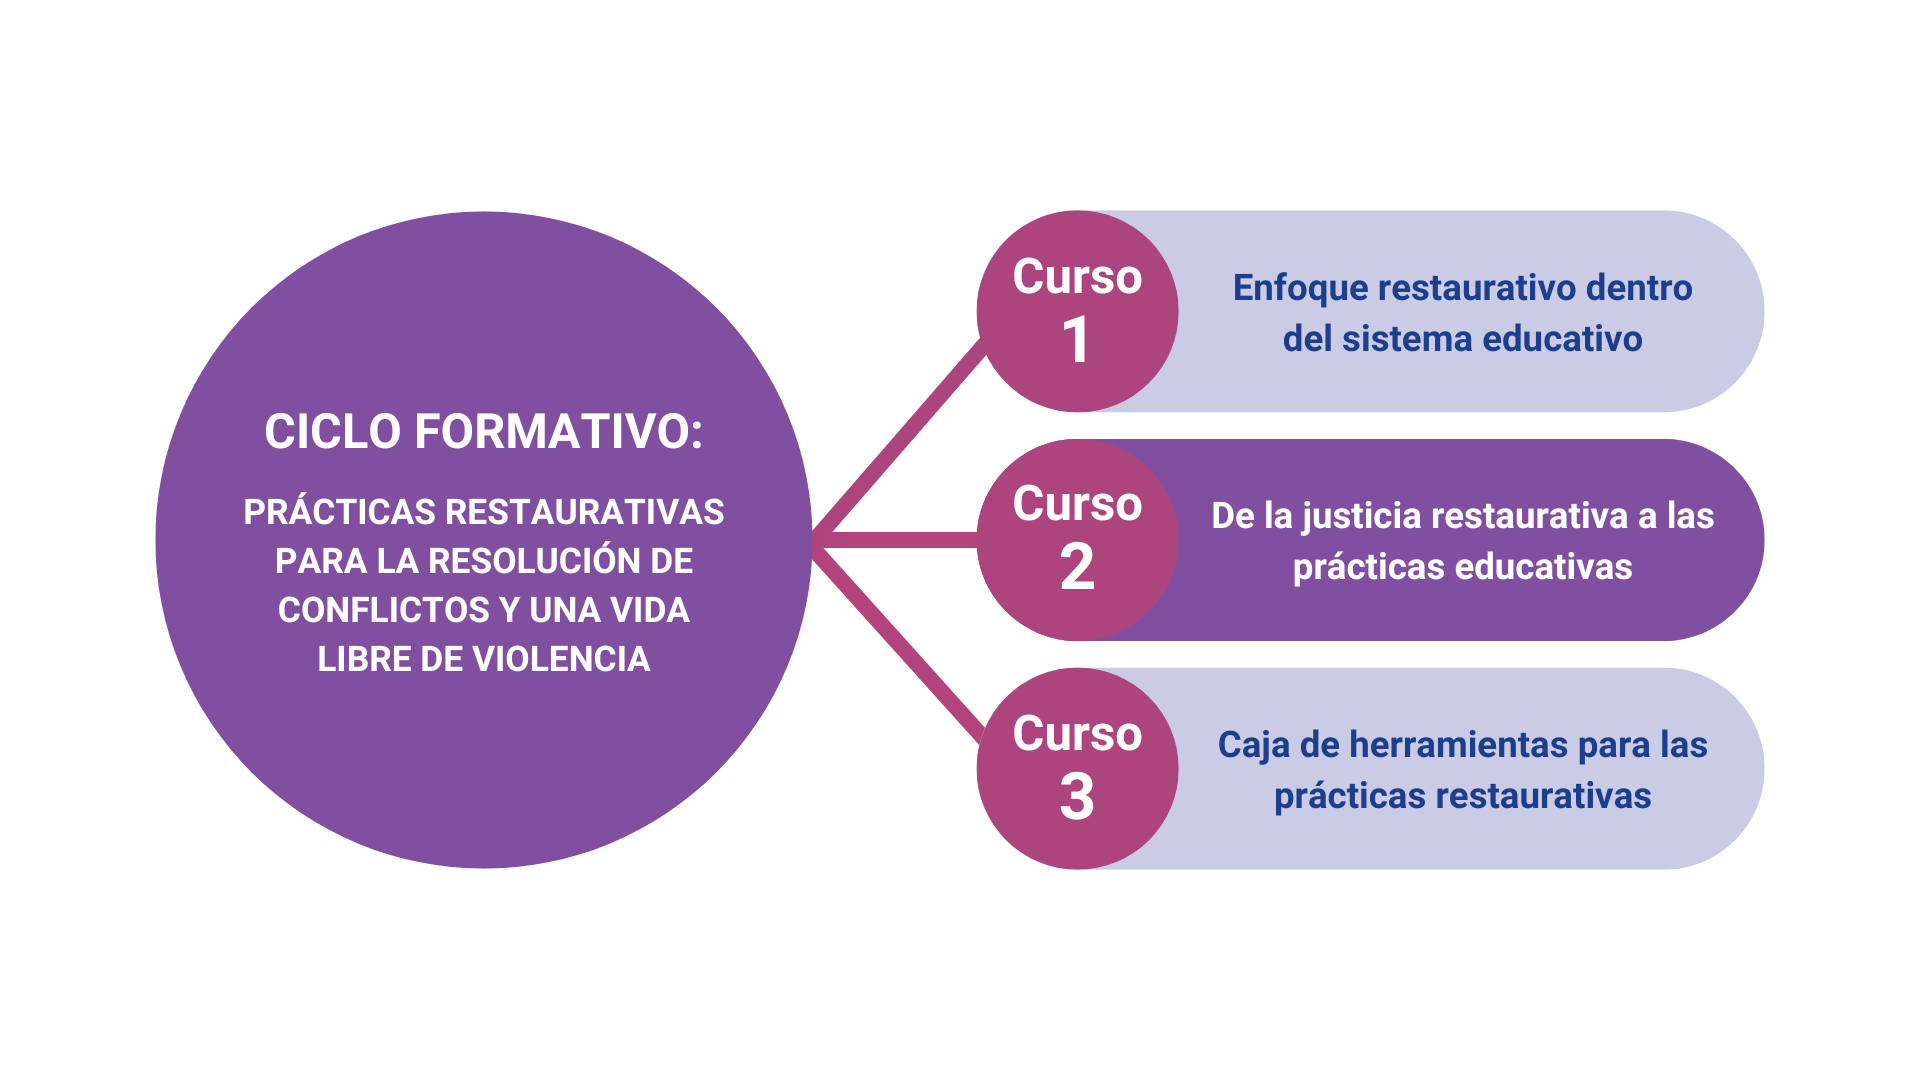 CICLO FORMATIVO:
PRÁCTICAS RESTAURATIVAS
PARA LA RESOLUCIÓN DE
CONFLICTOS Y UNA VIDA
LIBRE DE VIOLENCIA
Curso
1
Enfoque restaurativo dentro
del sistema educativo
Curso
2
De la justicia restaurativa a las
prácticas educativas
Curso
3
Caja de herramientas para las
prácticas restaurativas